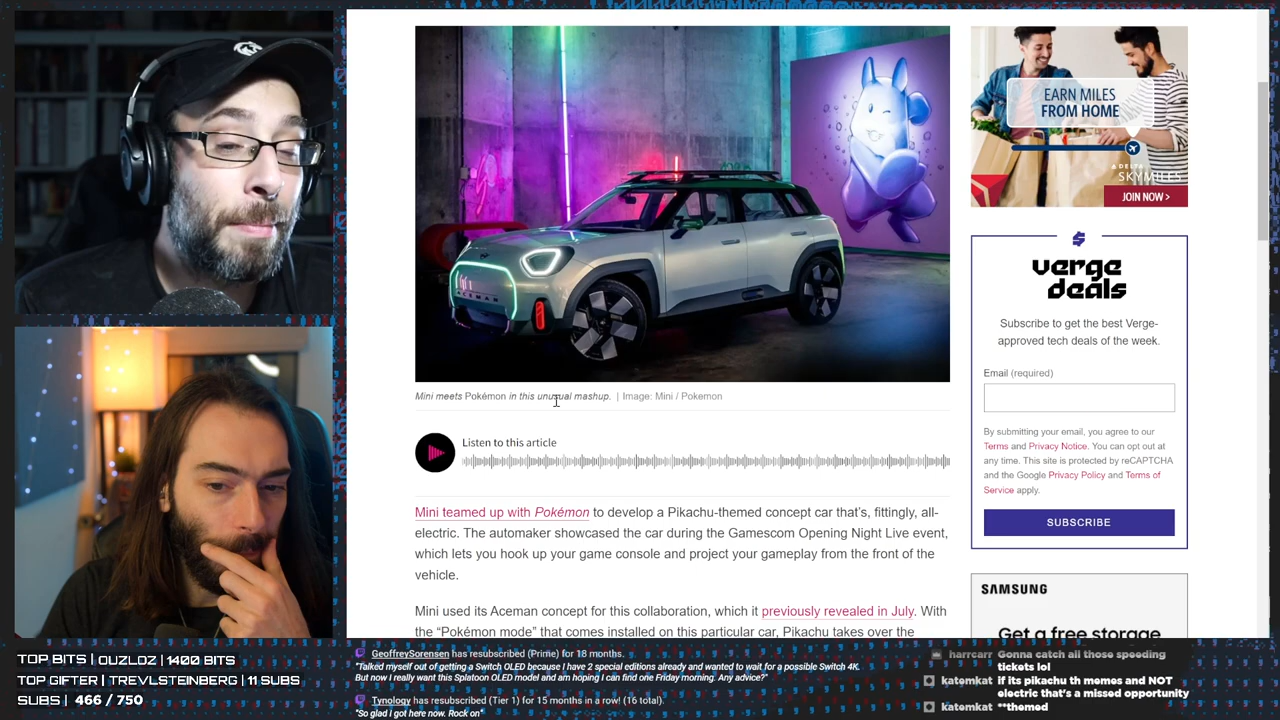 ACEMAN
Mini meets Pokémon in this unusual mashup. | Image: Mini / Pokemon
Listen to this article
Mini teamed up with Pokémon to develop a Pikachu-themed concept car that's, fittingly, all-
electric. The automaker showcased the car during the Gamescom Opening Night Live event,
which lets you hook up your game console and project your gameplay from the front of the
vehicle.
Mini used its Aceman concept for this collaboration, which it previously revealed in July. With
the “Pokémon mode” that comes installed on this particular car, Pikachu takes over the
EARN MILES
FROM HOME
DELTA
SKYMILES
JOIN NOW >
verge
deals
Subscribe to get the best Verge-
approved tech deals of the week.
Email (required)
By submitting your email, you agree to our
Terms and Privacy Notice. You can opt out at
any time. This site is protected by reCAPTCHA
and the Google Privacy Policy and Terms of
Service apply.
SUBSCRIBE
SAMSUNG
Get a free storage
TOP BITS | OUZLDZ | 1400 BITS
TOP GIFTER | TREVLSTEINBERG | 11 SUBS
SUBS | 466 / 750
GeoffreySorensen has resubscribed (Prime) for 18 months.
"Talked myself out of getting a Switch OLED because I have 2 special editions already and wanted to wait for a possible Switch 4K.
But now I really want this Splatoon OLED model and am hoping I can find one Friday morning. Any advice?"
Tynology has resubscribed (Tier 1) for 15 months in a row! (16 total).
"So glad I got here now. Rock on"
harrcarr Gonna catch all those speeding
tickets lol
katemkat if its pikachu th memes and NOT
electric that's a missed opportunity
katemkat **themed